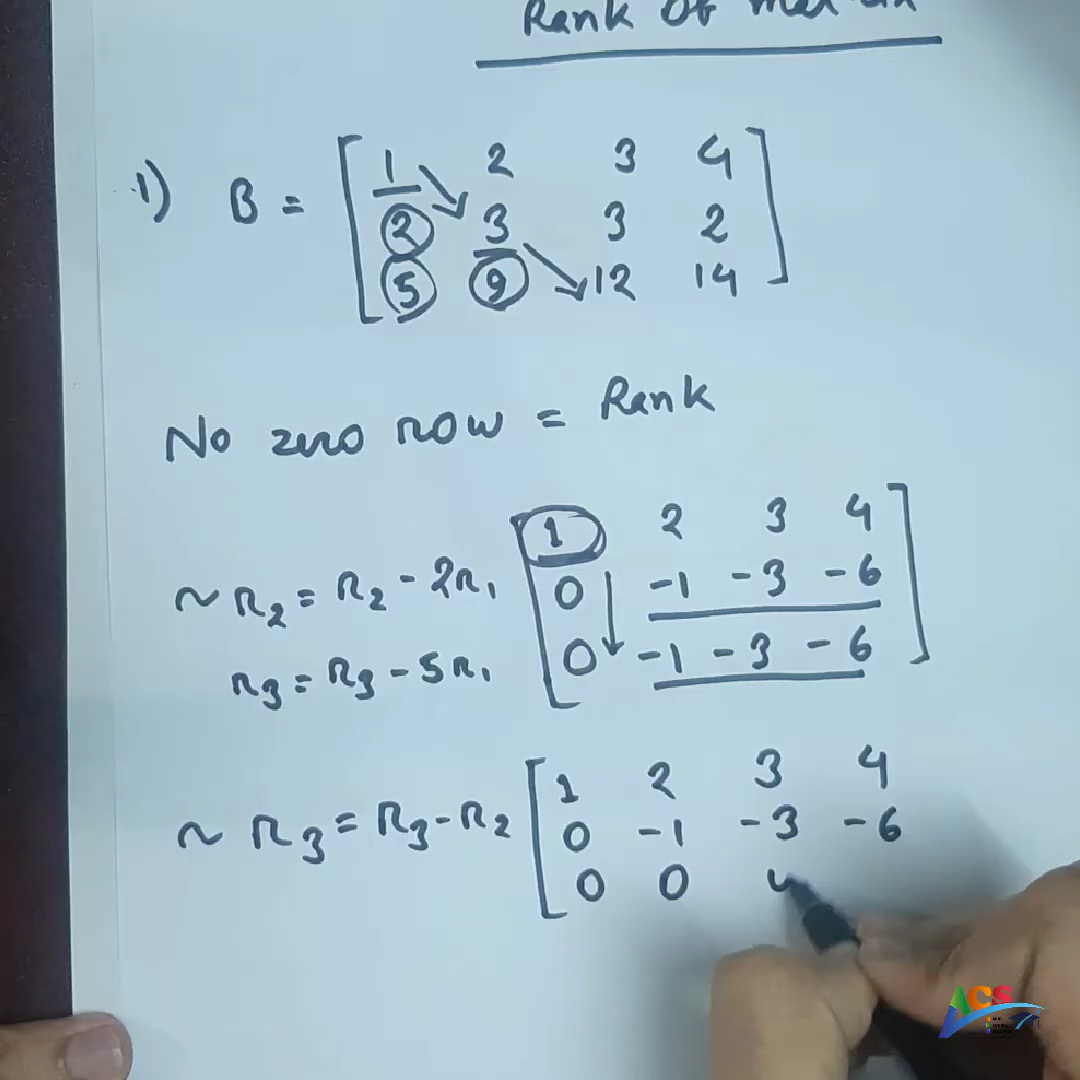 Rank Of
1) B = [ 1 2 3 4
2 3 3 2
5 9 12 14 ]
No zero row = Rank
~ R₂ = R₂ - 2R₁ [ 1 2 3 4
0 -1 -3 -6
R₃ = R₃ - 5R₁ 0 -1 -3 -6 ]
~ R₃ = R₃ - R₂ [ 1 2 3 4
0 -1 -3 -6
0 0
ACS